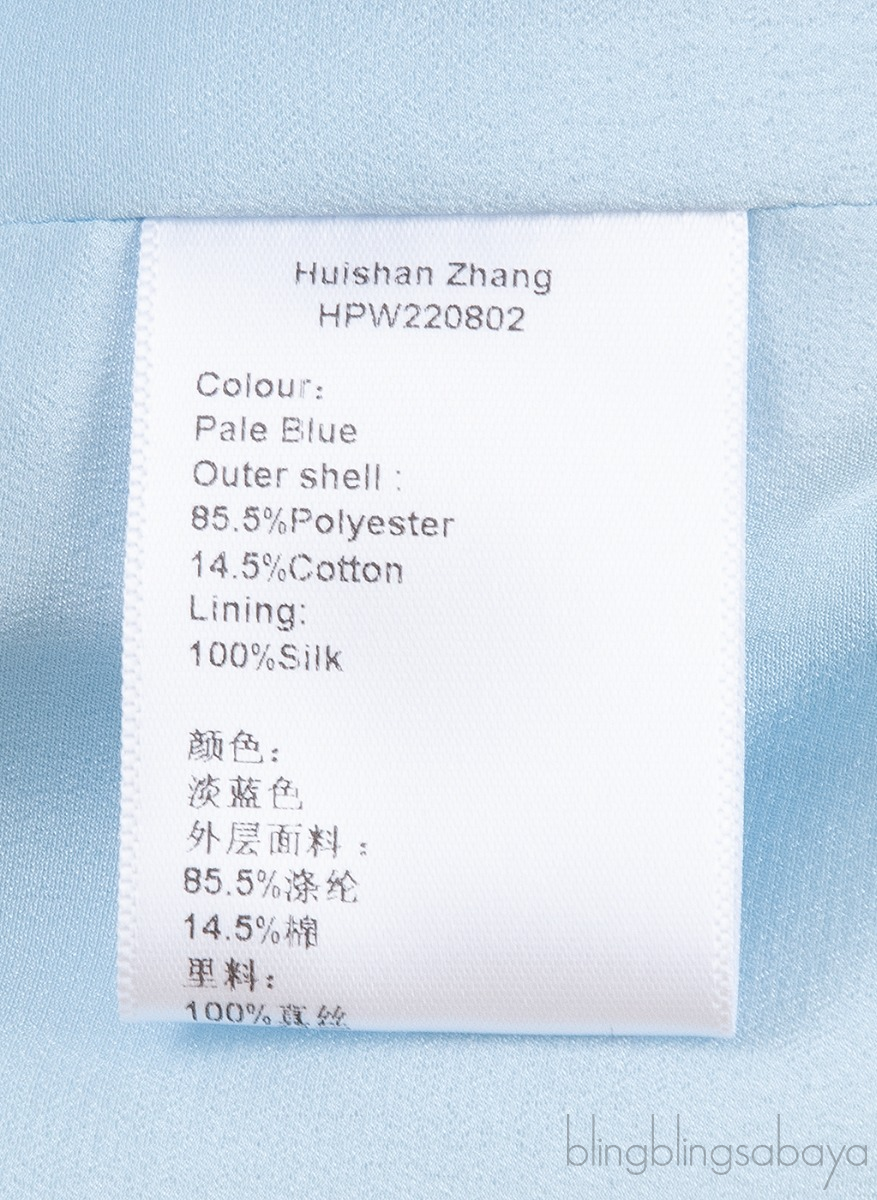 Huishan Zhang
HPW220802
Colour:
Pale Blue
Outer shell :
85.5%Polyester
14.5%Cotton
Lining:
100%Silk
颜色：
淡蓝色
外层面料：
85.5%涤纶
14.5%棉
里料：
100%真丝
blingblingsabaya